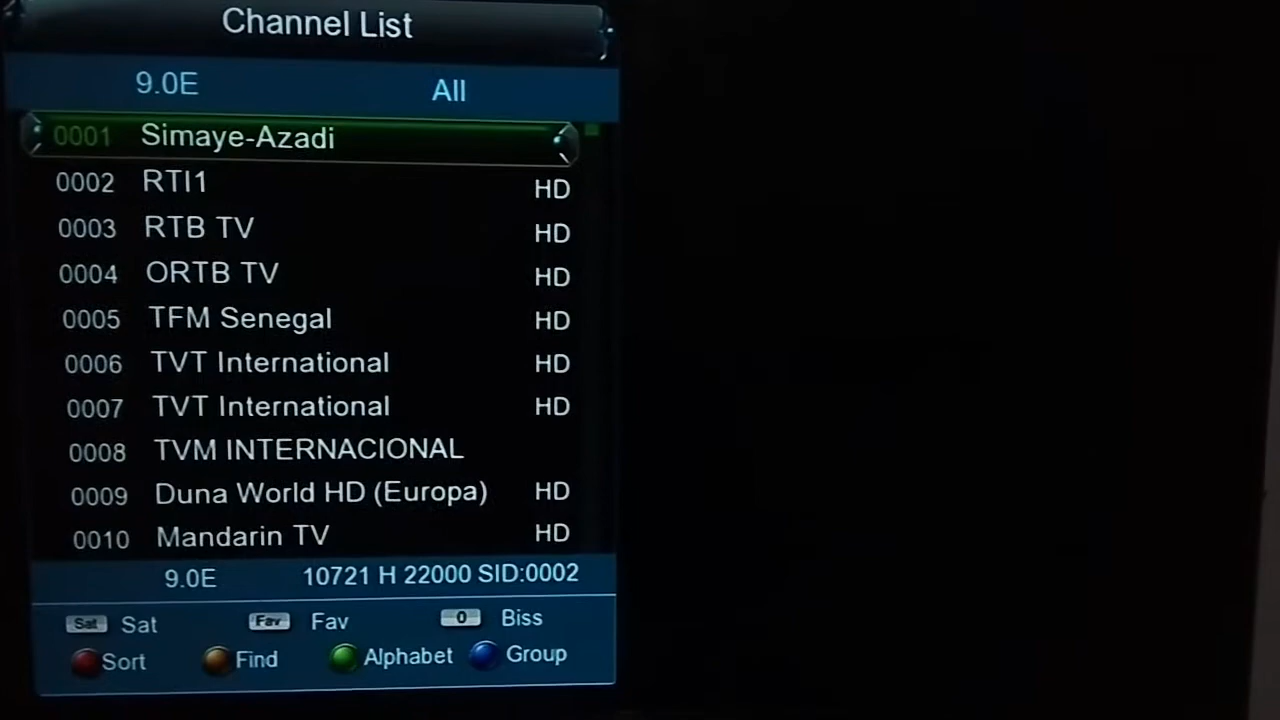 Channel List
9.0E All
0001 Simaye-Azadi
0002 RTI1 HD
0003 RTB TV HD
0004 ORTB TV HD
0005 TFM Senegal HD
0006 TVT International HD
0007 TVT International HD
0008 TVM INTERNACIONAL
0009 Duna World HD (Europa) HD
0010 Mandarin TV HD
9.0E 10721 H 22000 SID:0002
Sat Sat Fav Fav 0 Biss
Sort Find Alphabet Group